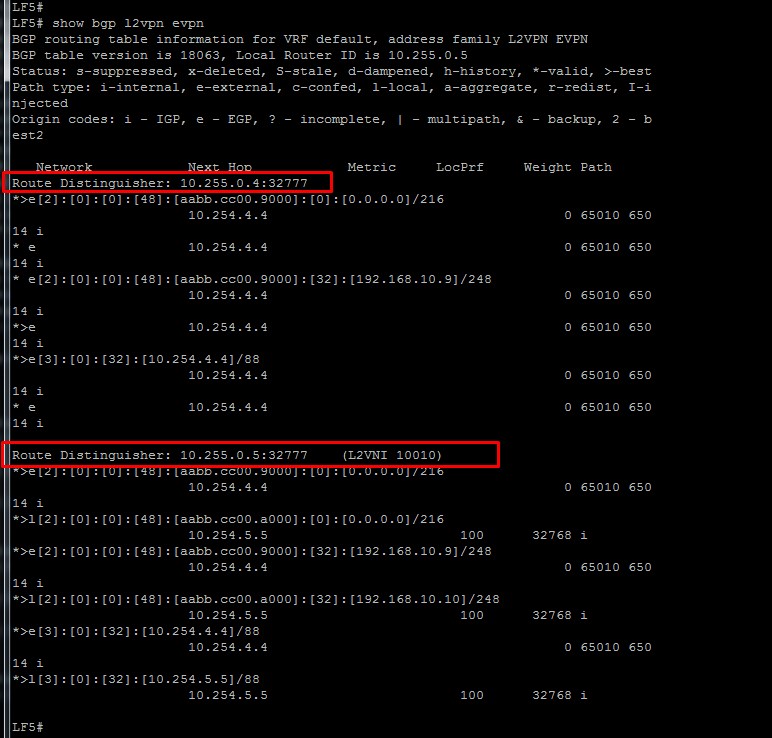 LF5#
LF5# show bgp l2vpn evpn
BGP routing table information for VRF default, address family L2VPN EVPN
BGP table version is 18063, Local Router ID is 10.255.0.5
Status: s-suppressed, x-deleted, S-stale, d-dampened, h-history, *-valid, >-best
Path type: i-internal, e-external, c-confed, l-local, a-aggregate, r-redist, I-i
njected
Origin codes: i - IGP, e - EGP, ? - incomplete, | - multipath, & - backup, 2 - b
est2
   Network            Next Hop            Metric     LocPrf     Weight Path
Route Distinguisher: 10.255.0.4:32777
*>e[2]:[0]:[0]:[48]:[aabb.cc00.9000]:[0]:[0.0.0.0]/216
                      10.254.4.4                                     0 65010 650
14 i
* e                   10.254.4.4                                     0 65010 650
14 i
* e[2]:[0]:[0]:[48]:[aabb.cc00.9000]:[32]:[192.168.10.9]/248
                      10.254.4.4                                     0 65010 650
14 i
*>e                   10.254.4.4                                     0 65010 650
14 i
*>e[3]:[0]:[32]:[10.254.4.4]/88
                      10.254.4.4                                     0 65010 650
14 i
* e                   10.254.4.4                                     0 65010 650
14 i
Route Distinguisher: 10.255.0.5:32777    (L2VNI 10010)
*>e[2]:[0]:[0]:[48]:[aabb.cc00.9000]:[0]:[0.0.0.0]/216
                      10.254.4.4                                     0 65010 650
14 i
*>l[2]:[0]:[0]:[48]:[aabb.cc00.a000]:[0]:[0.0.0.0]/216
                      10.254.5.5                        100      32768 i
*>e[2]:[0]:[0]:[48]:[aabb.cc00.9000]:[32]:[192.168.10.9]/248
                      10.254.4.4                                     0 65010 650
14 i
*>l[2]:[0]:[0]:[48]:[aabb.cc00.a000]:[32]:[192.168.10.10]/248
                      10.254.5.5                        100      32768 i
*>e[3]:[0]:[32]:[10.254.4.4]/88
                      10.254.4.4                                     0 65010 650
14 i
*>l[3]:[0]:[32]:[10.254.5.5]/88
                      10.254.5.5                        100      32768 i
LF5#